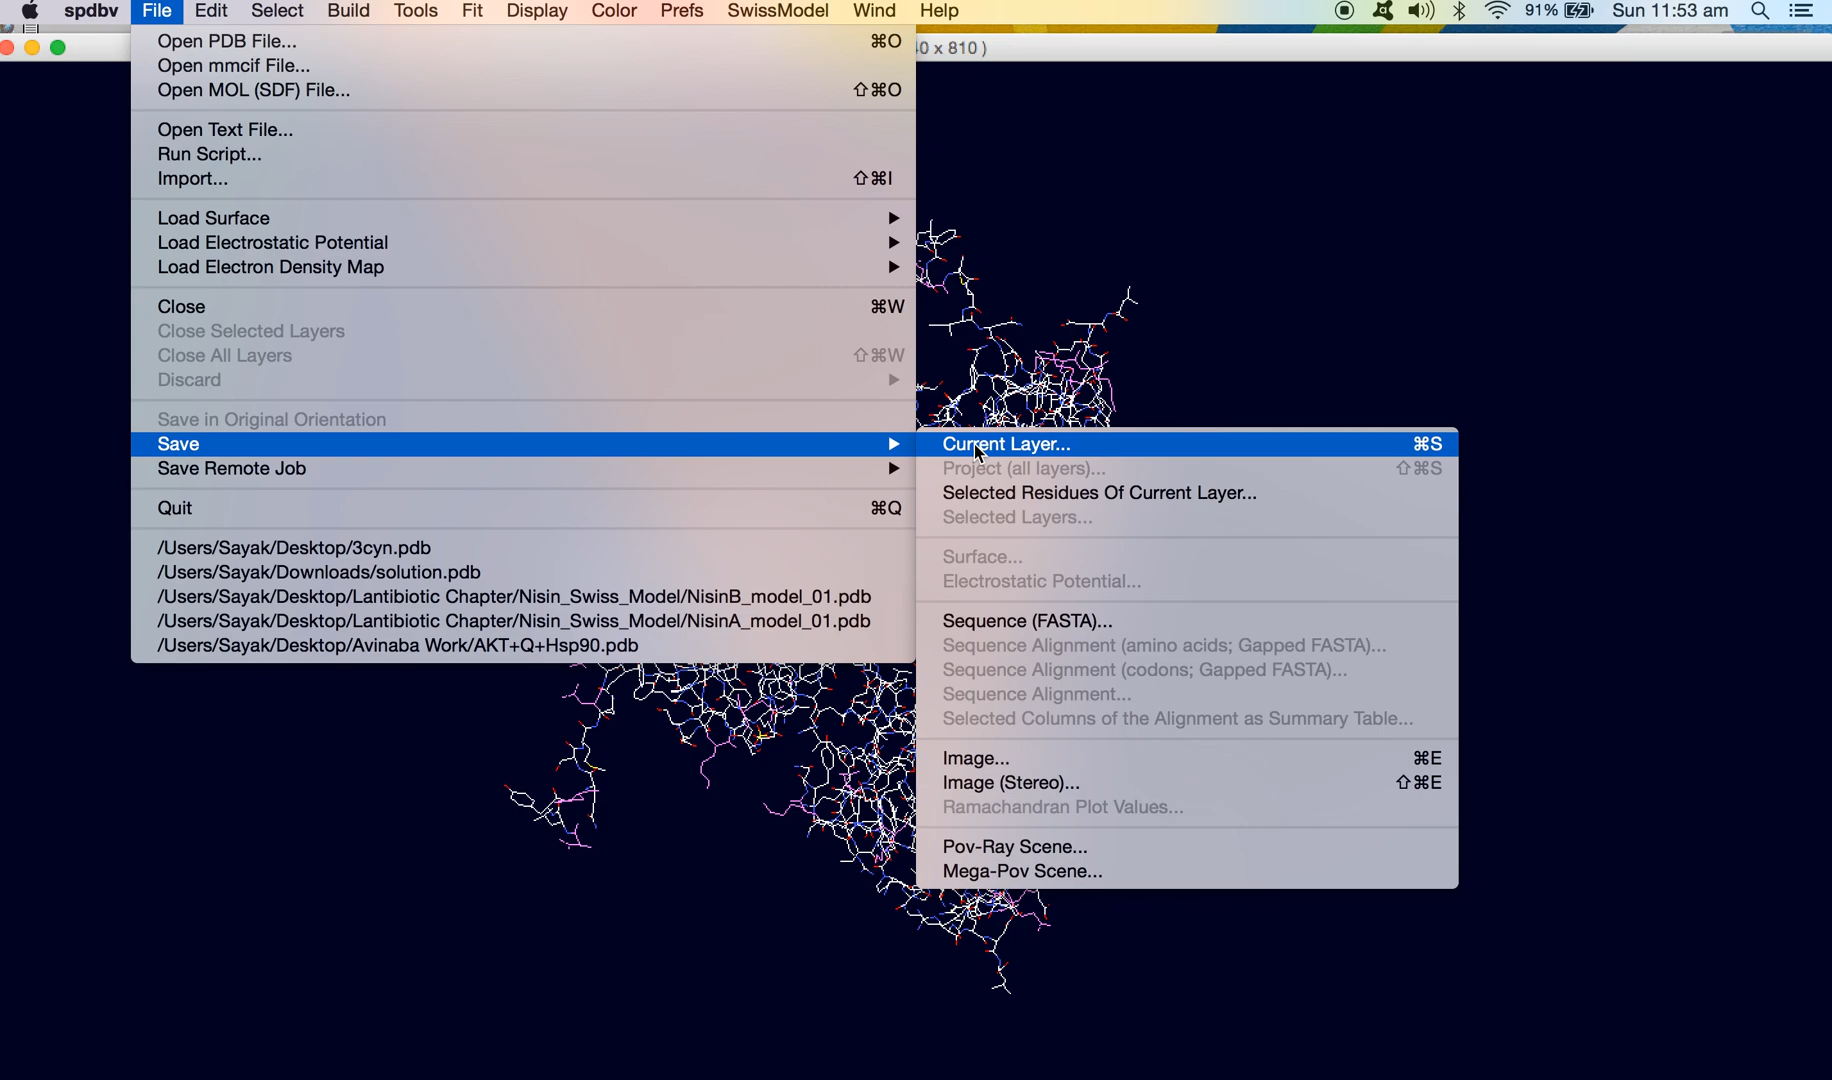 spdbv File Edit Select Build Tools Fit Display Color Prefs SwissModel Wind Help 91% Sun 11:53 am
0 x 810 )
Open PDB File... ⌘O
Open mmcif File...
Open MOL (SDF) File... ⇧⌘O
Open Text File...
Run Script...
Import... ⇧⌘I
Load Surface
Load Electrostatic Potential
Load Electron Density Map
Close ⌘W
Close Selected Layers
Close All Layers ⇧⌘W
Discard
Save in Original Orientation
Save
Save Remote Job
Quit ⌘Q
/Users/Sayak/Desktop/3cyn.pdb
/Users/Sayak/Downloads/solution.pdb
/Users/Sayak/Desktop/Lantibiotic Chapter/Nisin_Swiss_Model/NisinB_model_01.pdb
/Users/Sayak/Desktop/Lantibiotic Chapter/Nisin_Swiss_Model/NisinA_model_01.pdb
/Users/Sayak/Desktop/Avinaba Work/AKT+Q+Hsp90.pdb
Current Layer... ⌘S
Project (all layers)... ⇧⌘S
Selected Residues Of Current Layer...
Selected Layers...
Surface...
Electrostatic Potential...
Sequence (FASTA)...
Sequence Alignment (amino acids; Gapped FASTA)...
Sequence Alignment (codons; Gapped FASTA)...
Sequence Alignment...
Selected Columns of the Alignment as Summary Table...
Image... ⌘E
Image (Stereo)... ⇧⌘E
Ramachandran Plot Values...
Pov-Ray Scene...
Mega-Pov Scene...